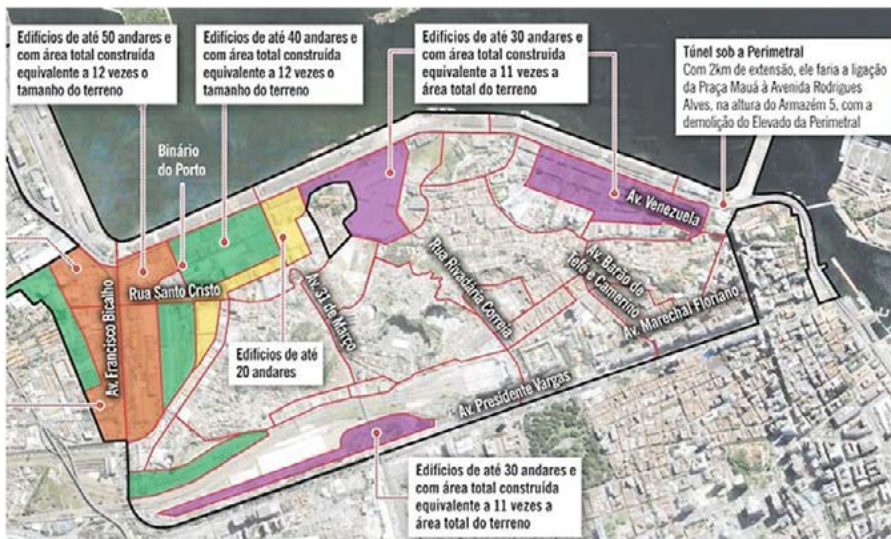 Edifícios de até 50 andares e
com área total construída
equivalente a 12 vezes o
tamanho do terreno
Edifícios de até 40 andares e
com área total construída
equivalente a 12 vezes o
tamanho do terreno
Edifícios de até 30 andares e
com área total construída
equivalente a 11 vezes a
área total do terreno
Túnel sob a Perimetral
Com 2km de extensão, ele faria a ligação
da Praça Mauá à Avenida Rodrigues
Alves, na altura do Armazém 5, com a
demolição do Elevado da Perimetral
Binário
do Porto
Av. Venezuela
Rua Santo Cristo
Av. Francisco Bicalho
Av. 31 de Março
Rua Rivadária Correia
Av. Barão de
Tefe e Camerino
Av. Marechal Floriano
Edifícios de até
20 andares
Av. Presidente Vargas
Edifícios de até 30 andares e
com área total construída
equivalente a 11 vezes a
área total do terreno